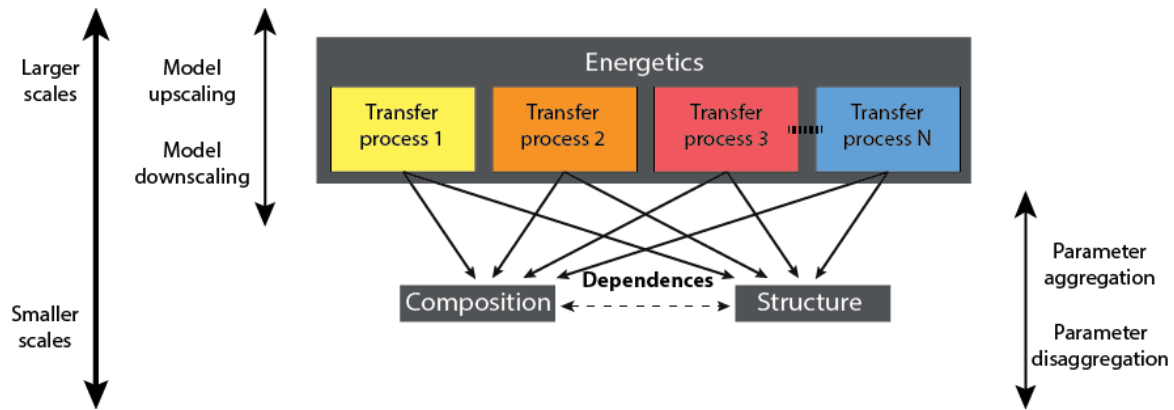 Larger
scales
Model
upscaling
Model
downscaling
Smaller
scales
Energetics
Transfer
process 1
Transfer
process 2
Transfer
process 3
Transfer
process N
Dependences
Composition
Structure
Parameter
aggregation
Parameter
disaggregation